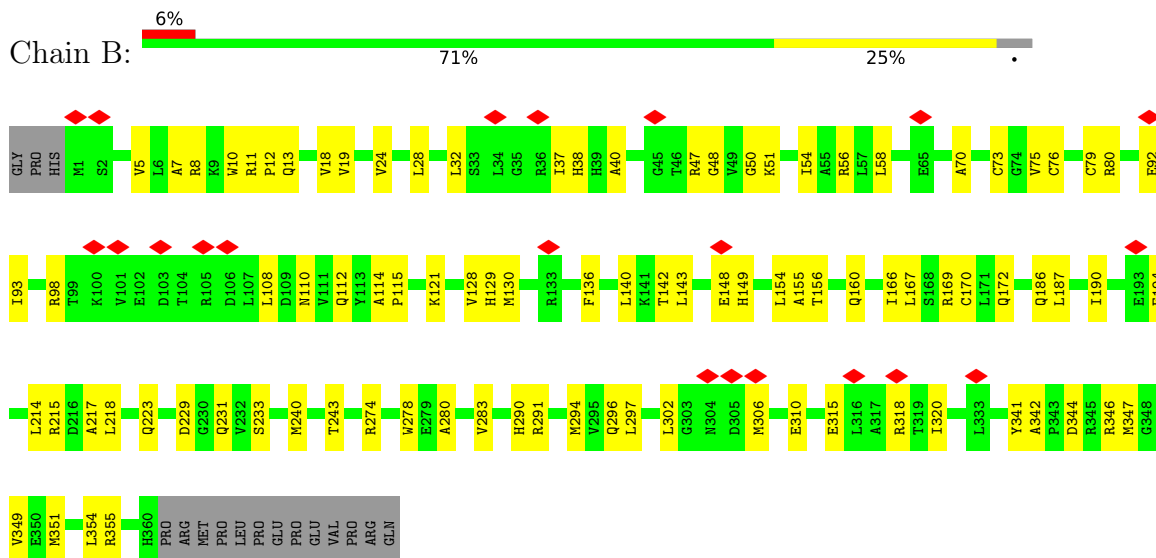 6%
Chain B:
71% 25% •
GLY PRO HIS M1 S2 V5 L6 A7 R8 K9 W10 R11 P12 Q13 V18 V19 V24 L28 L32 S33 L34 G35 R36 I37 H38 H39 A40 G45 T46 R47 G48 V49 G50 K51 I54 A55 R56 L57 L58 E65 A70 C73 G74 V75 C76 C79 R80 E92
I93 R98 T99 K100 V101 E102 D103 T104 R105 D106 L107 L108 D109 N110 V111 Q112 Y113 A114 P115 K121 V128 H129 M130 R133 F136 L140 K141 T142 L143 E148 H149 L154 A155 T156 Q160 I166 L167 S168 R169 C170 L171 Q172 Q186 L187 I190 E193
L214 R215 D216 A217 L218 Q223 D229 G230 Q231 V232 S233 M240 T243 R274 W278 E279 A280 V283 H290 R291 M294 V295 Q296 L297 L302 G303 N304 D305 M306 E310 E315 L316 A317 R318 T319 I320 L333 Y341 A342 P343 D344 R345 R346 M347 G348
V349 E350 M351 L354 R355 H360 PRO ARG MET PRO LEU PRO GLU PRO GLU VAL PRO ARG GLN